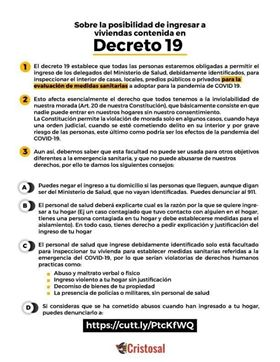 Sobre la posibilidad de ingresar a
viviendas contenida en
Decreto 19
1 El decreto 19 establece que todas las personas estaremos obligadas a permitir el
ingreso de los delegados del Ministerio de Salud, debidamente identificados, para
inspeccionar el interior de casas, locales, predios públicos o privados para la
evaluación de medidas sanitarias a adoptar para la pandemia de COVID 19.
2 Esto afecta esencialmente el derecho que todos tenemos a la inviolabilidad de
nuestra morada (Art. 20 de nuestra Constitución), que básicamente consiste en que
nadie puede entrar en nuestros hogares sin nuestro consentimiento.
La Constitución permite la violación de morada solo en algunos casos, cuando haya
una orden judicial, cuando se esté cometiendo delito en su interior y por grave
riesgo de las personas, este último como podría ser los efectos de la pandemia del
COVID-19.
3 Aun así, debemos saber que esta facultad no puede ser usada para otros objetivos
diferentes a la emergencia sanitaria, y que no puede abusarse de nuestros
derechos, por ello te damos los siguientes consejos:
A Puedes negar el ingreso a tu domicilio si las personas que lleguen, aunque digan
ser del Ministerio de Salud, que no vayan identificadas. Puedes denunciar al 911.
B El personal de salud deberá explicarte cual es la razón por la que se quiere ingre-
sar a tu hogar (Ej un caso contagiado que tuvo contacto con alguien en el hogar,
tienes una persona contagiada en tu hogar y debe establecerse medidas para el
aislamiento). En todo caso, tienes derecho a pedir explicación y justificación del
ingreso de tu hogar
C El personal de salud que ingrese debidamente identificado solo está facultado
para inspeccionar tu vivienda para establecer medidas sanitarias referidas a la
emergencia del COVID-19, por lo que serían violatorias de derechos humanos
practicas como:
• Abuso y maltrato verbal o físico
• Ingreso violento a tu hogar sin justificación
• Decomiso de bienes de tu propiedad
• La presencia de policías o militares, sin personal de salud
D Si consideras que se ha cometido abusos cuando han ingresado a tu hogar,
puedes denunciarlo a:
https://cutt.ly/PtcKfWQ
Cristosal